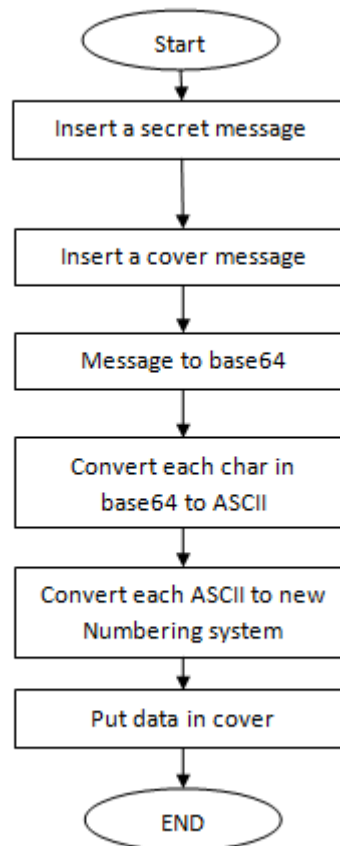 Start
Insert a secret message
Insert a cover message
Message to base64
Convert each char in
base64 to ASCII
Convert each ASCII to new
Numbering system
Put data in cover
END